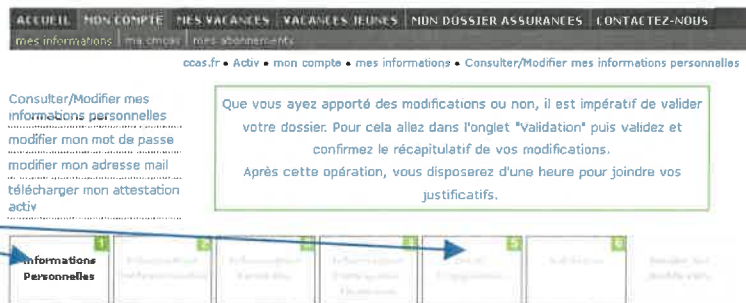 ACCUEIL MON COMPTE MES VACANCES VACANCES JEUNES MON DOSSIER ASSURANCES CONTACTEZ-NOUS
mes informations ma cmcas mes abonnements
ccas.fr • Activ • mon compte • mes informations • Consulter/Modifier mes informations personnelles
Consulter/Modifier mes
informations personnelles
modifier mon mot de passe
modifier mon adresse mail
télécharger mon attestation
activ
Que vous ayez apporté des modifications ou non, il est impératif de valider
votre dossier. Pour cela allez dans l'onglet "Validation" puis validez et
confirmez le récapitulatif de vos modifications.
Après cette opération, vous disposerez d'une heure pour joindre vos
justificatifs.
1 2 3 4 5 6
Informations
Personnelles